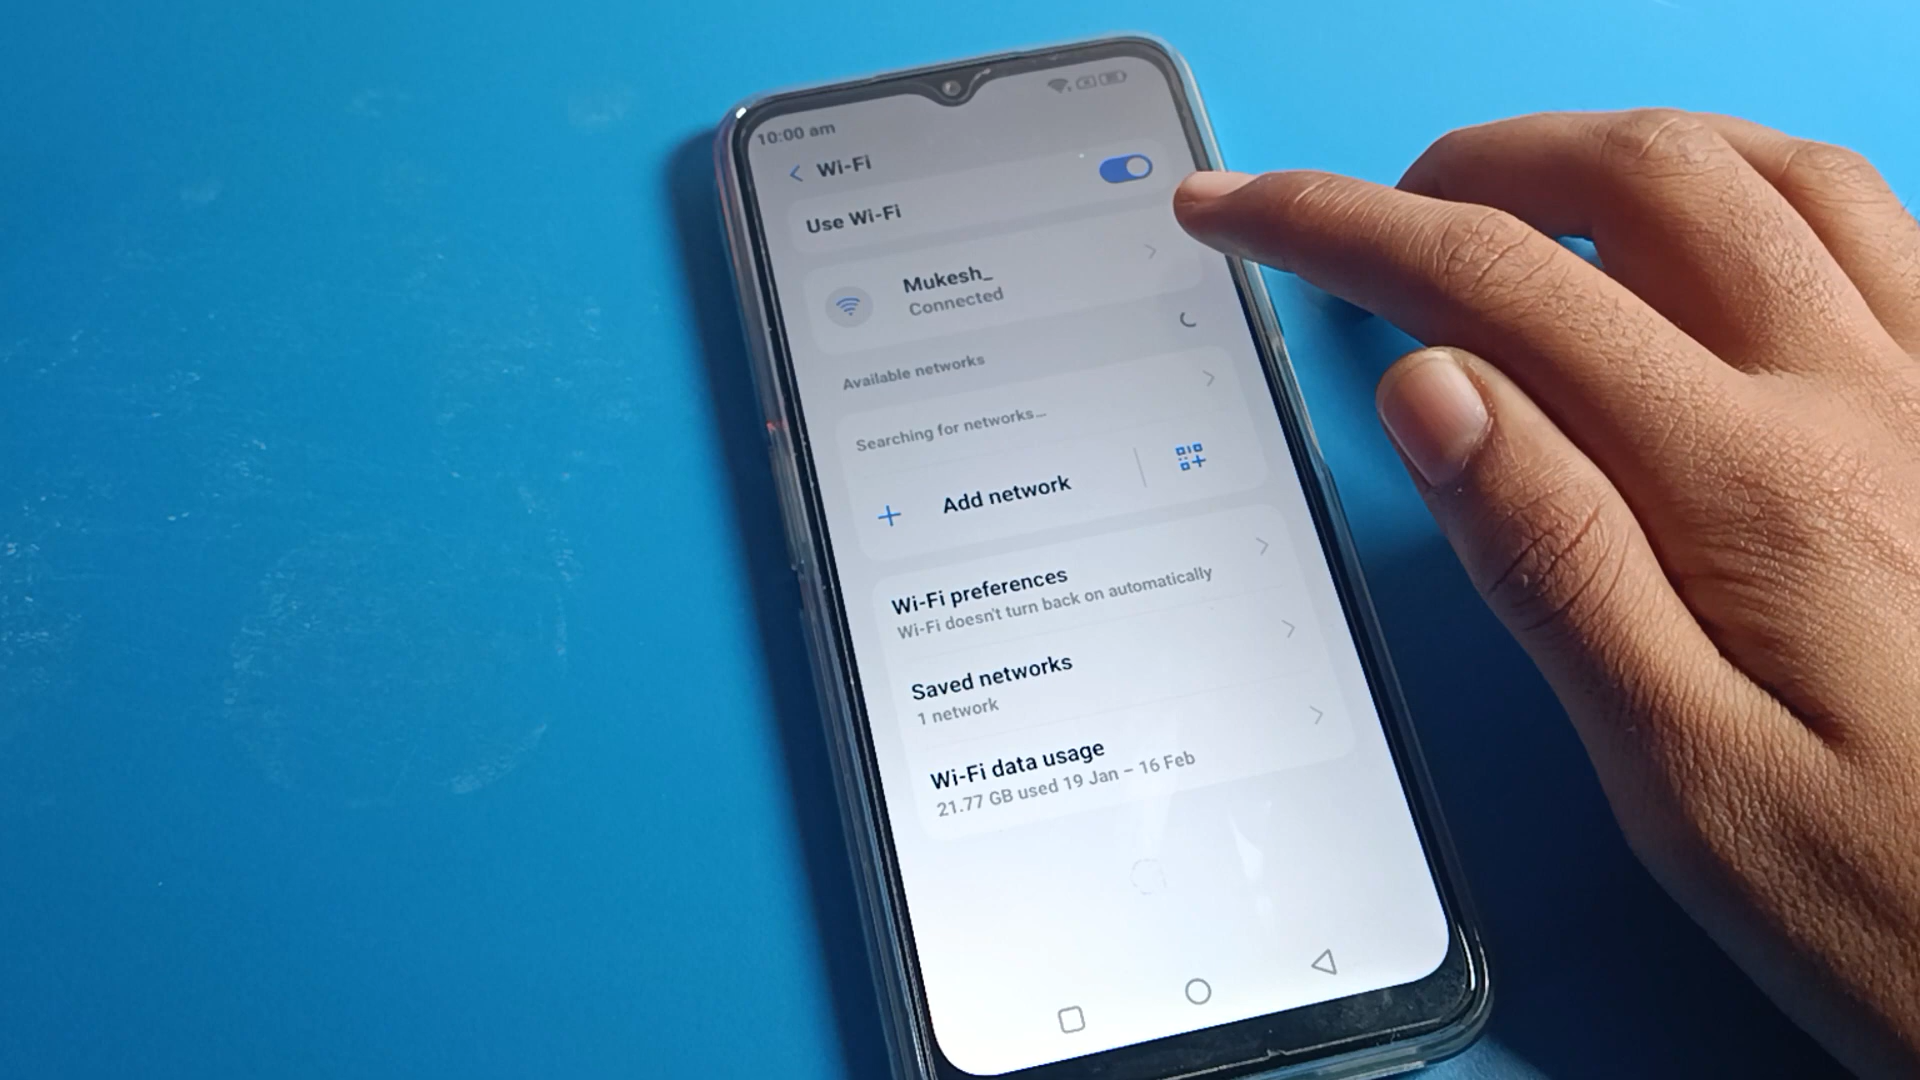 10:00 am
Wi-Fi
Use Wi-Fi
Mukesh_
Connected
Available networks
Searching for networks...
Add network
Wi-Fi preferences
Wi-Fi doesn't turn back on automatically
Saved networks
1 network
Wi-Fi data usage
21.77 GB used 19 Jan – 16 Feb